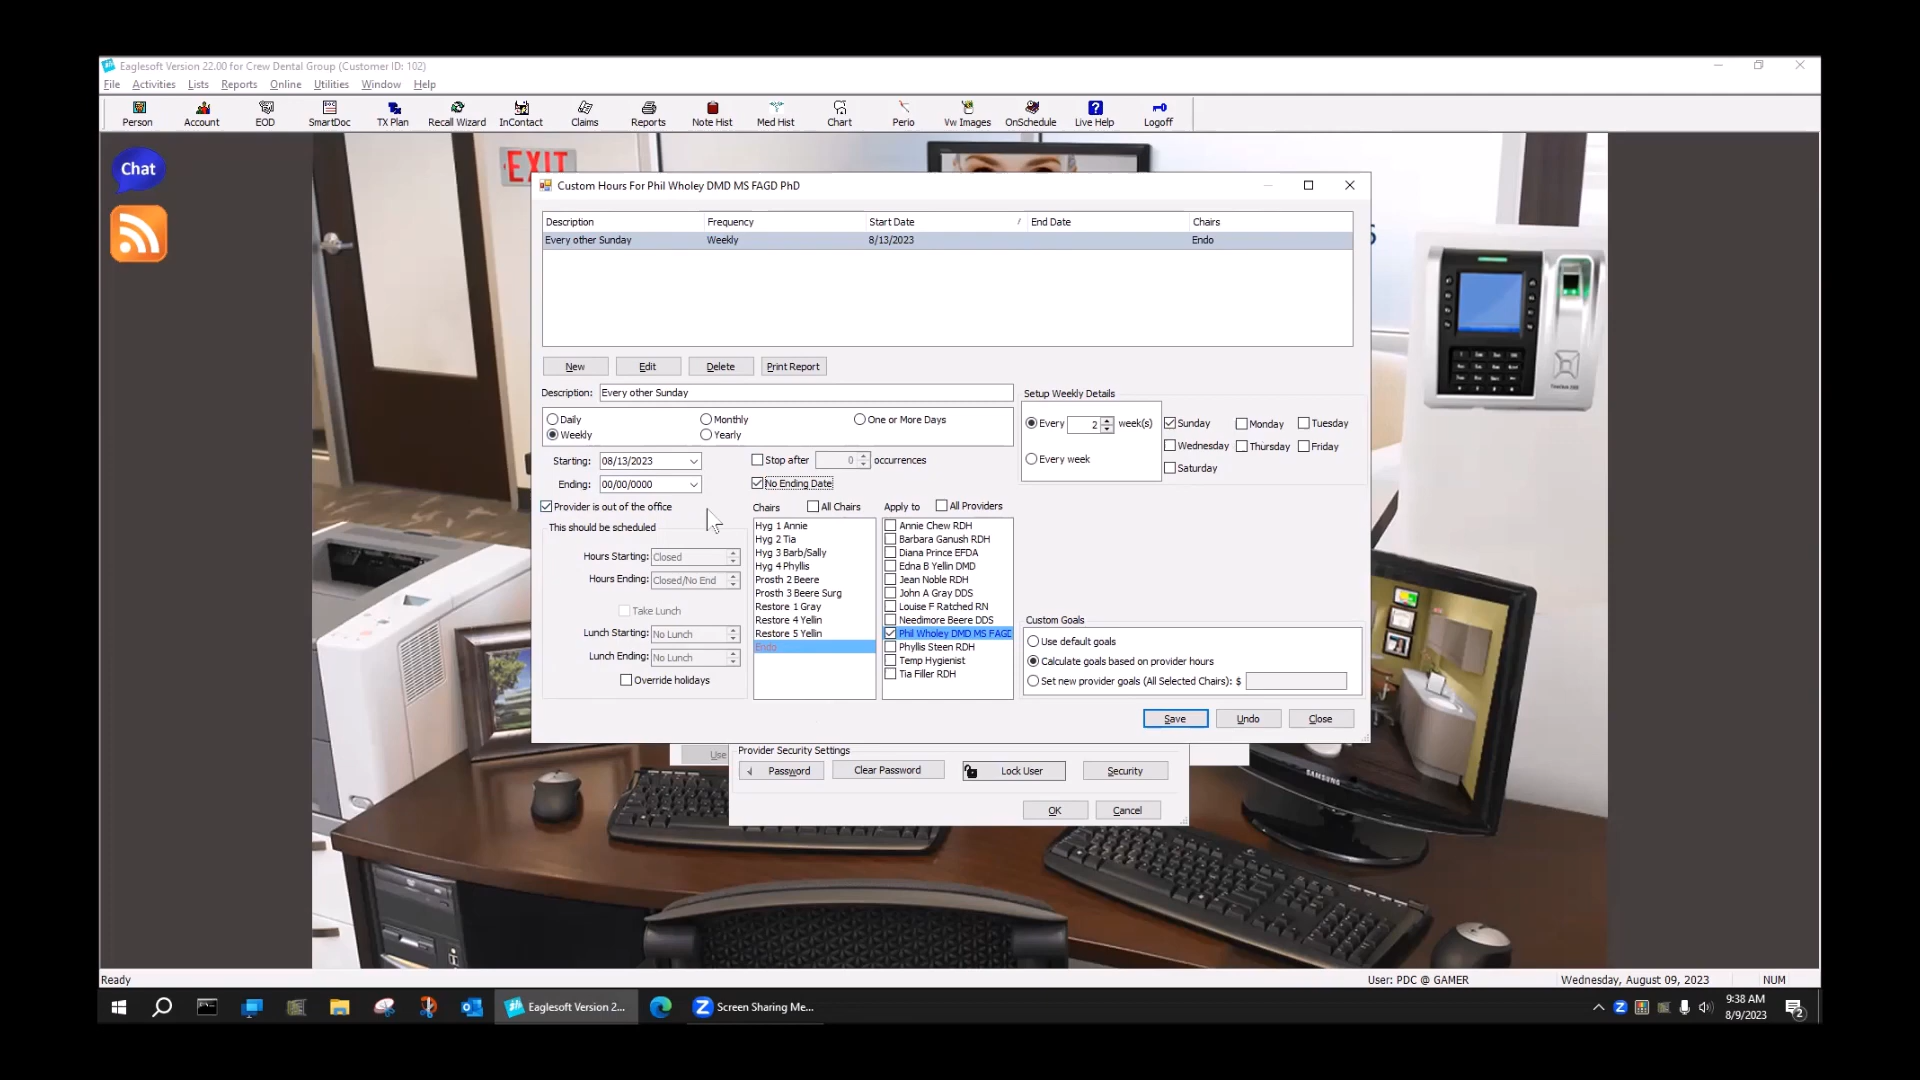 Eaglesoft Version 22.00 for Crew Dental Group (Customer ID: 102)
File Activities Lists Reports Online Utilities Window Help
Person Account EOD SmartDoc TX Plan Recall Wizard InContact Claims Reports Note Hist Med Hist Chart Perio Vw Images OnSchedule Live Help Logoff
Chat
EXIT
Custom Hours For Phil Wholey DMD MS FAGD PhD
Description Frequency Start Date / End Date Chairs
Every other Sunday Weekly 8/13/2023 Endo
New Edit Delete Print Report
Description: Every other Sunday
Daily Monthly One or More Days
Weekly Yearly
Starting: 08/13/2023 Stop after 0 occurrences
Ending: 00/00/0000 No Ending Date
Provider is out of the office
This should be scheduled
Hours Starting: Closed
Hours Ending: Closed/No End
Take Lunch
Lunch Starting: No Lunch
Lunch Ending: No Lunch
Override holidays
Chairs All Chairs
Hyg 1 Annie
Hyg 2 Tia
Hyg 3 Barb/Sally
Hyg 4 Phyllis
Prosth 2 Beere
Prosth 3 Beere Surg
Restore 1 Gray
Restore 4 Yellin
Restore 5 Yellin
Endo
Apply to All Providers
Annie Chew RDH
Barbara Ganush RDH
Diana Prince EFDA
Edna B Yellin DMD
Jean Noble RDH
John A Gray DDS
Louise F Ratched RN
Needimore Beere DDS
Phil Wholey DMD MS FAGD
Phyllis Steen RDH
Temp Hygienist
Tia Filler RDH
Setup Weekly Details
Every 2 week(s)
Every week
Sunday Monday Tuesday
Wednesday Thursday Friday
Saturday
Custom Goals
Use default goals
Calculate goals based on provider hours
Set new provider goals (All Selected Chairs): $
Save Undo Close
Use
Provider Security Settings
Password Clear Password Lock User Security
OK Cancel
SAMSUNG
Ready User: PDC @ GAMER Wednesday, August 09, 2023 NUM
Eaglesoft Version 2... Screen Sharing Me...
9:38 AM
8/9/2023
2